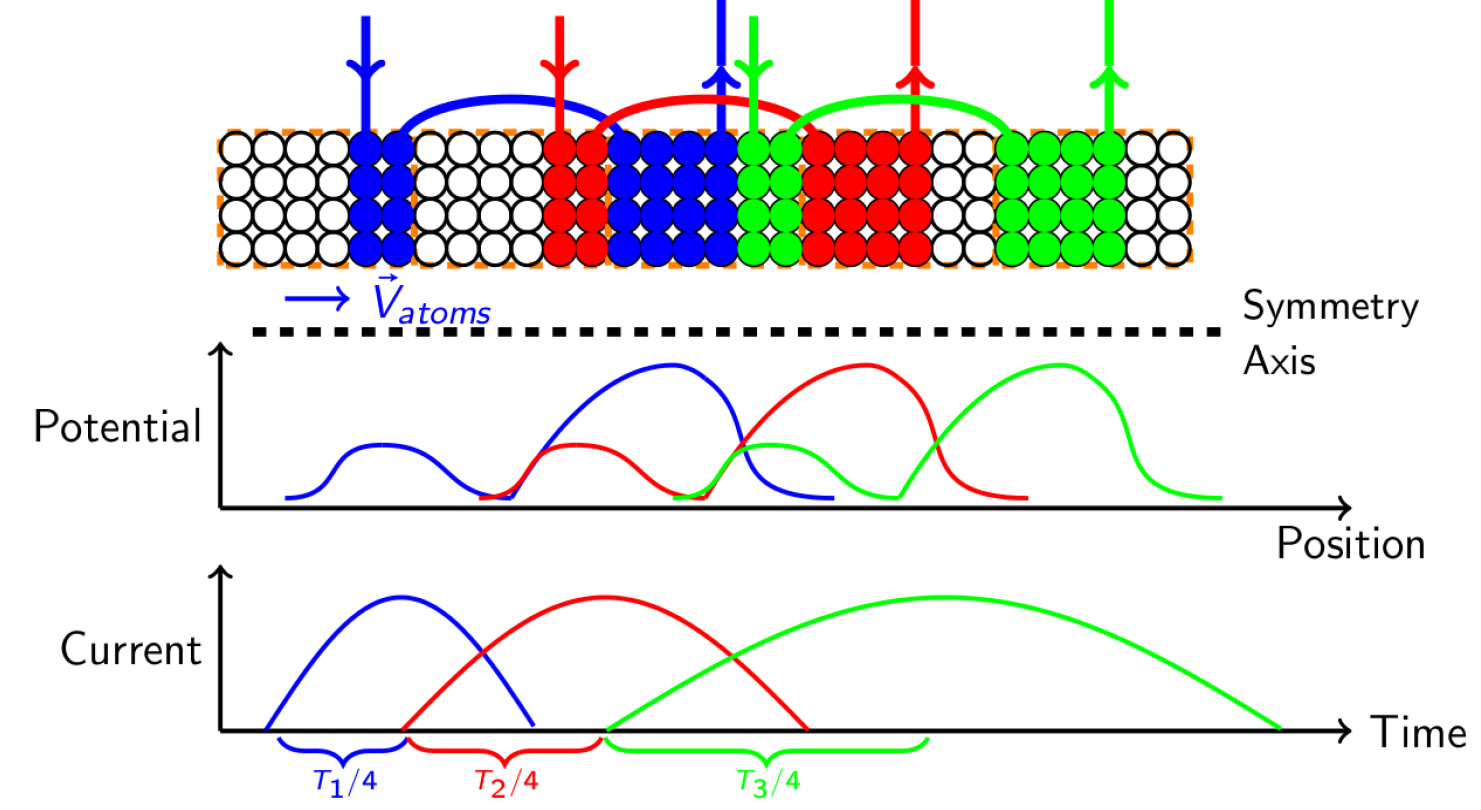 V⃗atoms
Symmetry
Axis
Potential
Position
Current
Time
T1/4
T2/4
T3/4